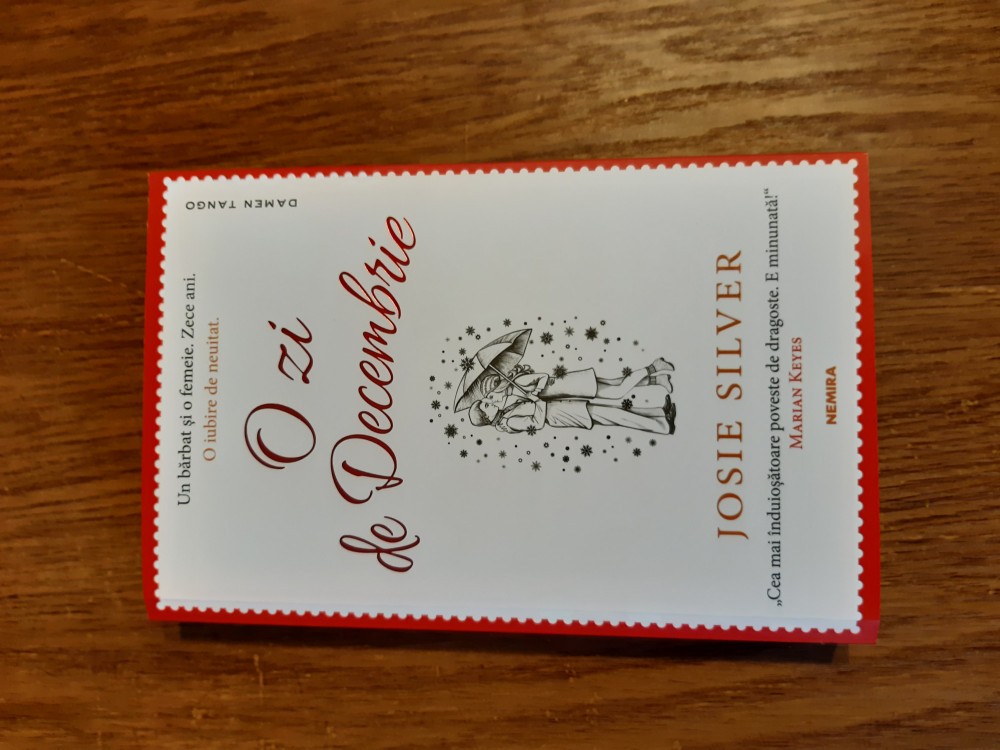 DAMEN TANGO
Un bărbat și o femeie. Zece ani.
O iubire de neuitat.
O zi
de Decembrie
JOSIE SILVER
„Cea mai înduioșătoare poveste de dragoste. E minunată!“
MARIAN KEYES
NEMIRA